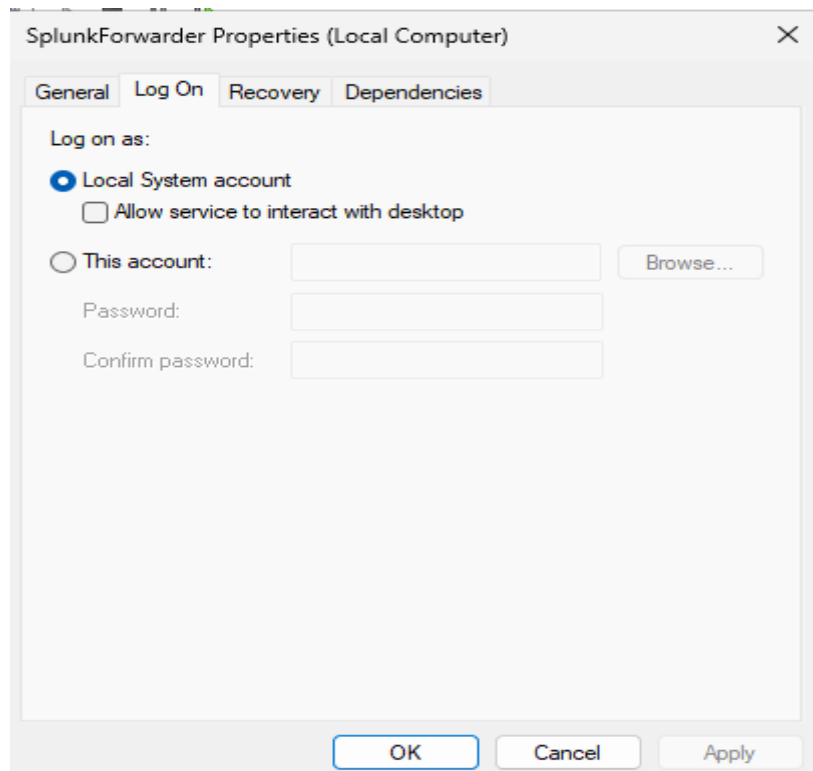 SplunkForwarder Properties (Local Computer)
General Log On Recovery Dependencies
Log on as:
Local System account
Allow service to interact with desktop
This account: Browse...
Password:
Confirm password:
OK Cancel Apply